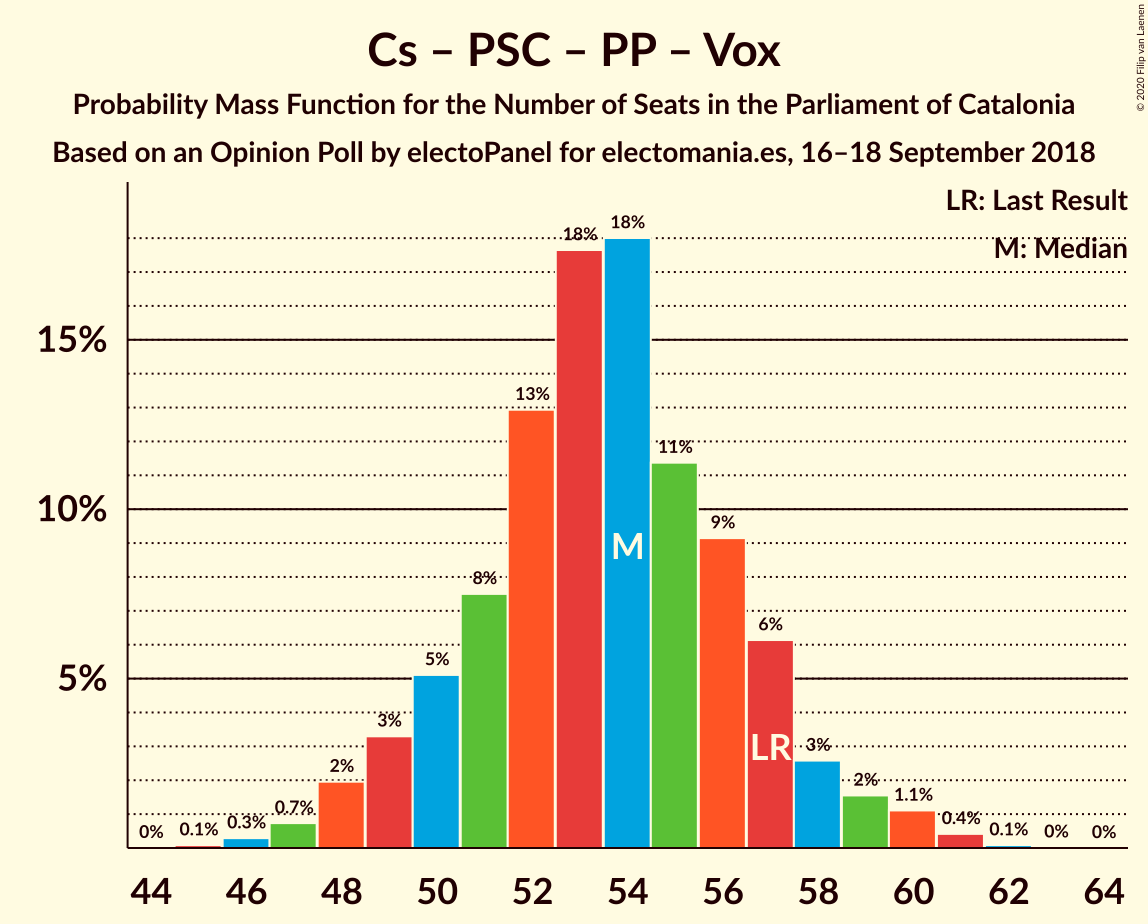 Cs – PSC – PP – Vox
Probability Mass Function for the Number of Seats in the Parliament of Catalonia
Based on an Opinion Poll by electoPanel for electomania.es, 16–18 September 2018
© 2020 Filip van Laenen
LR: Last Result
M: Median
15%
10%
5%
0%
0.1%
0.3%
0.7%
2%
3%
5%
8%
13%
18%
18%
11%
9%
6%
3%
2%
1.1%
0.4%
0.1%
0%
0%
M
LR
44 46 48 50 52 54 56 58 60 62 64